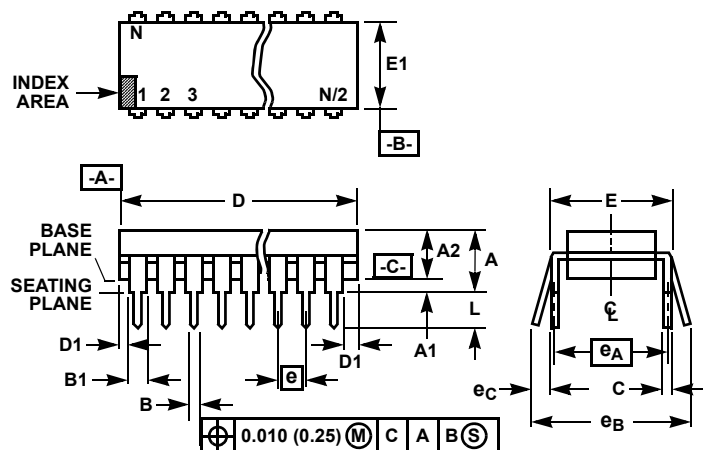 N
E1
INDEX
AREA
1 2 3 N/2
-B-
-A-
D
E
BASE
PLANE
A2
A
-C-
SEATING
PLANE
L
D1
A1
D1
B1
e
eA
eC
C
B
eB
0.010 (0.25) M C A B S
CL